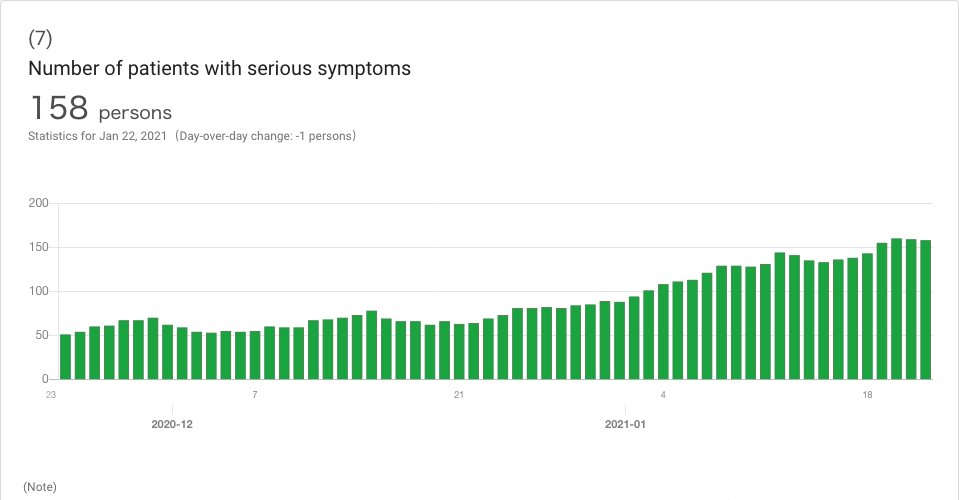 (7)
Number of patients with serious symptoms
158 persons
Statistics for Jan 22, 2021 (Day-over-day change: -1 persons)
200
150
100
50
0
23 7 21 4 18
2020-12 2021-01
(Note)